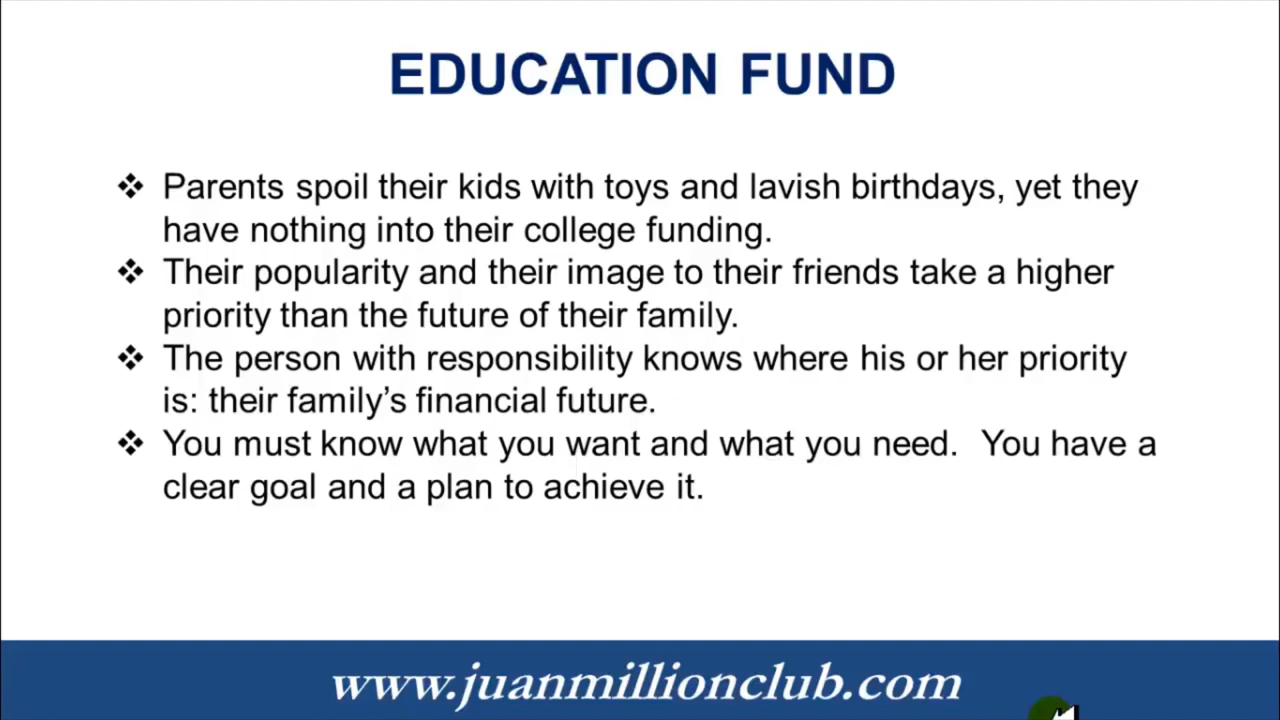 EDUCATION FUND
❖ Parents spoil their kids with toys and lavish birthdays, yet they
have nothing into their college funding.
❖ Their popularity and their image to their friends take a higher
priority than the future of their family.
❖ The person with responsibility knows where his or her priority
is: their family’s financial future.
❖ You must know what you want and what you need.  You have a
clear goal and a plan to achieve it.
www.juanmillionclub.com